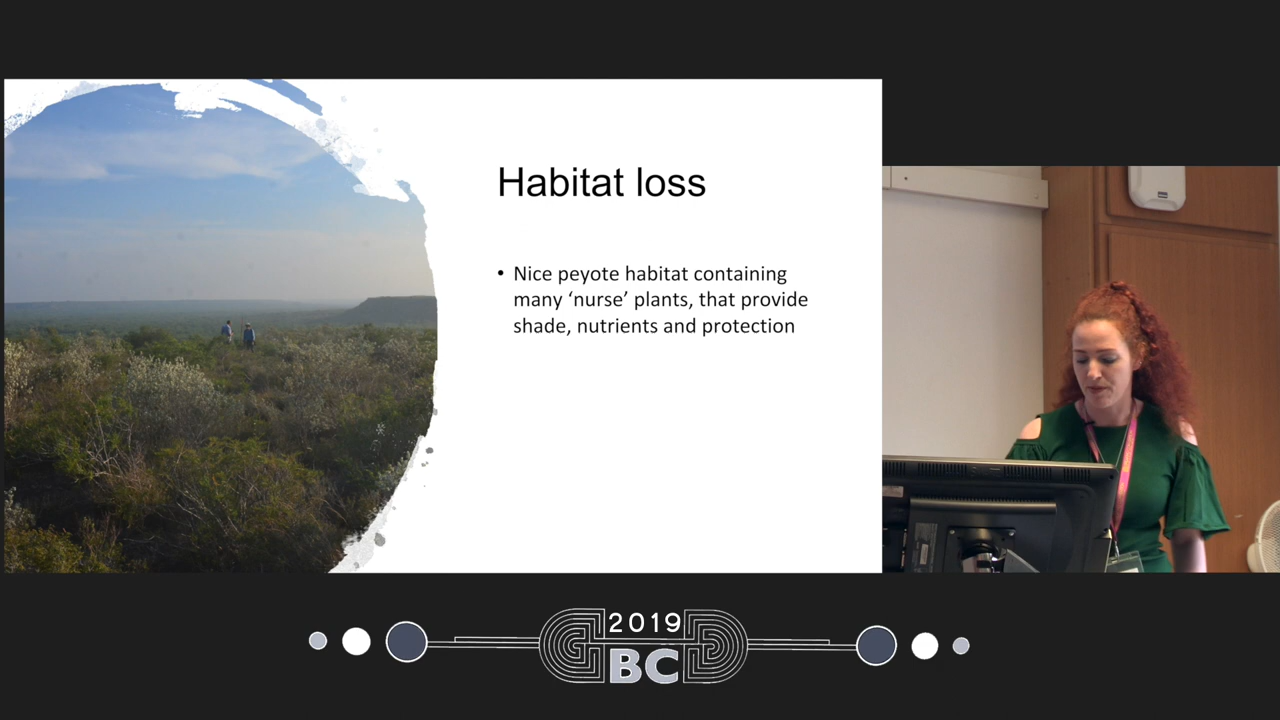 Habitat loss
• Nice peyote habitat containing
many ‘nurse’ plants, that provide
shade, nutrients and protection
2019
BC